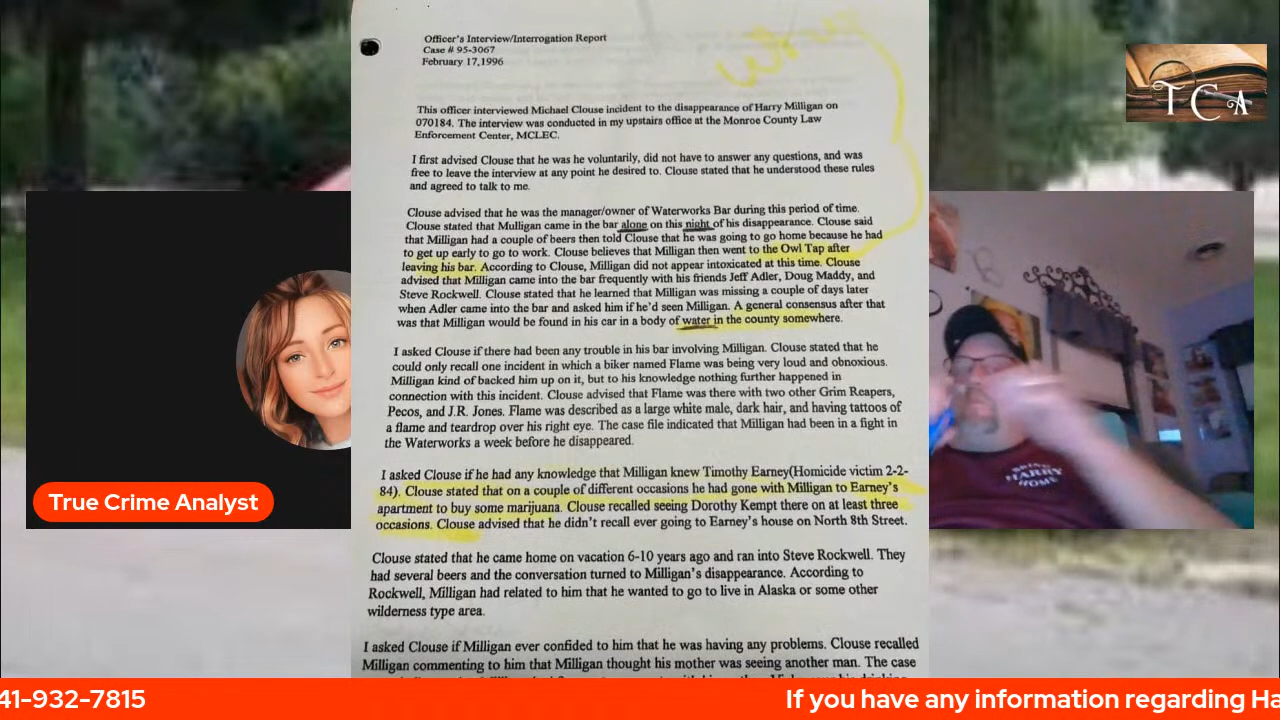 Officer's Interview/Interrogation Report
Case # 95-3067
February 17,1996
This officer interviewed Michael Clouse incident to the disappearance of Harry Milligan on
070184. The interview was conducted in my upstairs office at the Monroe County Law
Enforcement Center, MCLEC.
I first advised Clouse that he was he voluntarily, did not have to answer any questions, and was
free to leave the interview at any point he desired to. Clouse stated that he understood these rules
and agreed to talk to me.
Clouse advised that he was the manager/owner of Waterworks Bar during this period of time.
Clouse stated that Mulligan came in the bar alone on this night of his disappearance. Clouse said
that Milligan had a couple of beers then told Clouse that he was going to go home because he had
to get up early to go to work. Clouse believes that Milligan then went to the Owl Tap after
leaving his bar. According to Clouse, Milligan did not appear intoxicated at this time. Clouse
advised that Milligan came into the bar frequently with his friends Jeff Adler, Doug Maddy, and
Steve Rockwell. Clouse stated that he learned that Milligan was missing a couple of days later
when Adler came into the bar and asked him if he'd seen Milligan. A general consensus after that
was that Milligan would be found in his car in a body of water in the county somewhere.
I asked Clouse if there had been any trouble in his bar involving Milligan. Clouse stated that he
could only recall one incident in which a biker named Flame was being very loud and obnoxious.
Milligan kind of backed him up on it, but to his knowledge nothing further happened in
connection with this incident. Clouse advised that Flame was there with two other Grim Reapers,
Pecos, and J.R. Jones. Flame was described as a large white male, dark hair, and having tattoos of
a flame and teardrop over his right eye. The case file indicated that Milligan had been in a fight in
the Waterworks a week before he disappeared.
I asked Clouse if he had any knowledge that Milligan knew Timothy Earney(Homicide victim 2-2-
84). Clouse stated that on a couple of different occasions he had gone with Milligan to Earney's
apartment to buy some marijuana. Clouse recalled seeing Dorothy Kempt there on at least three
occasions. Clouse advised that he didn't recall ever going to Earney's house on North 8th Street.
Clouse stated that he came home on vacation 6-10 years ago and ran into Steve Rockwell. They
had several beers and the conversation turned to Milligan's disappearance. According to
Rockwell, Milligan had related to him that he wanted to go to live in Alaska or some other
wilderness type area.
I asked Clouse if Milligan ever confided to him that he was having any problems. Clouse recalled
Milligan commenting to him that Milligan thought his mother was seeing another man. The case
TCA
BRING
HARRY
HOME
True Crime Analyst
41-932-7815
If you have any information regarding Ha